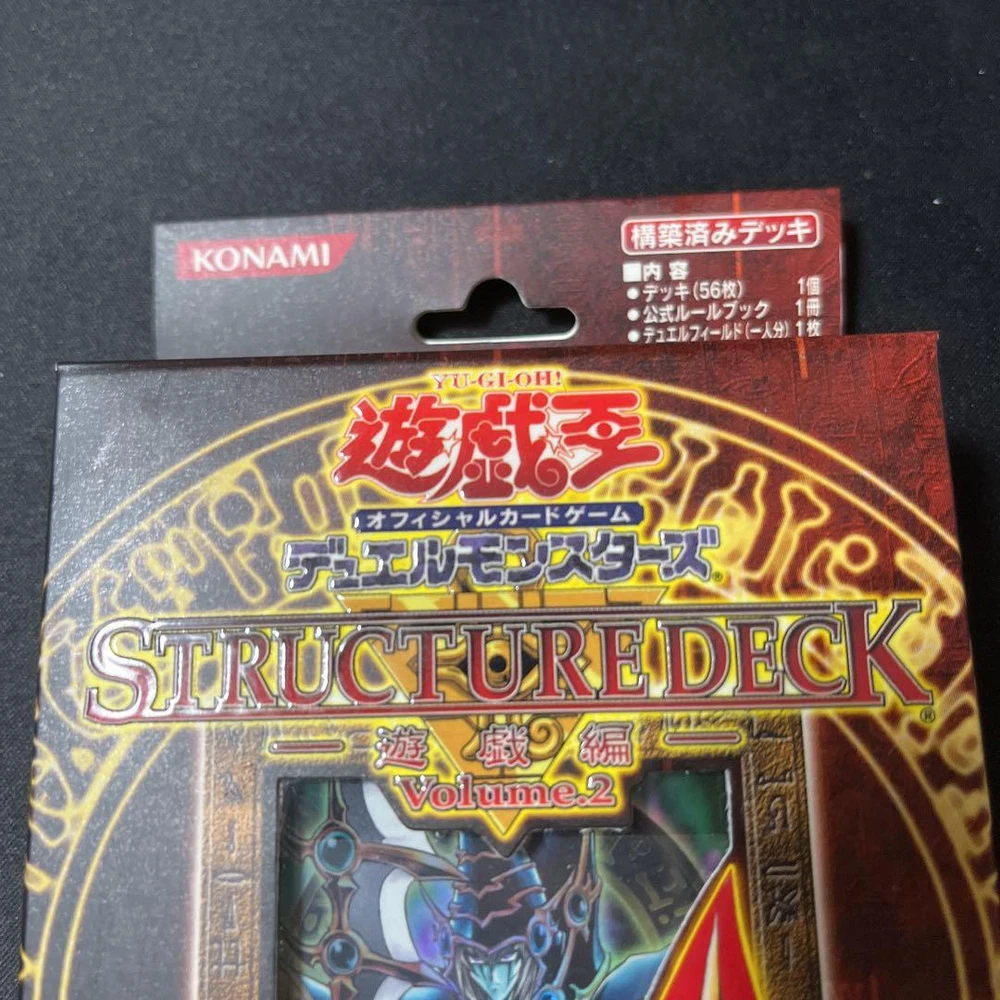 KONAMI
構築済みデッキ
■内容
●デッキ(56枚) 1個
●公式ルールブック 1冊
●デュエルフィールド(一人分) 1枚
YU-GI-OH!
遊戯王
オフィシャルカードゲーム
デュエルモンスターズ®
STRUCTURE DECK®
遊戯編
Volume.2